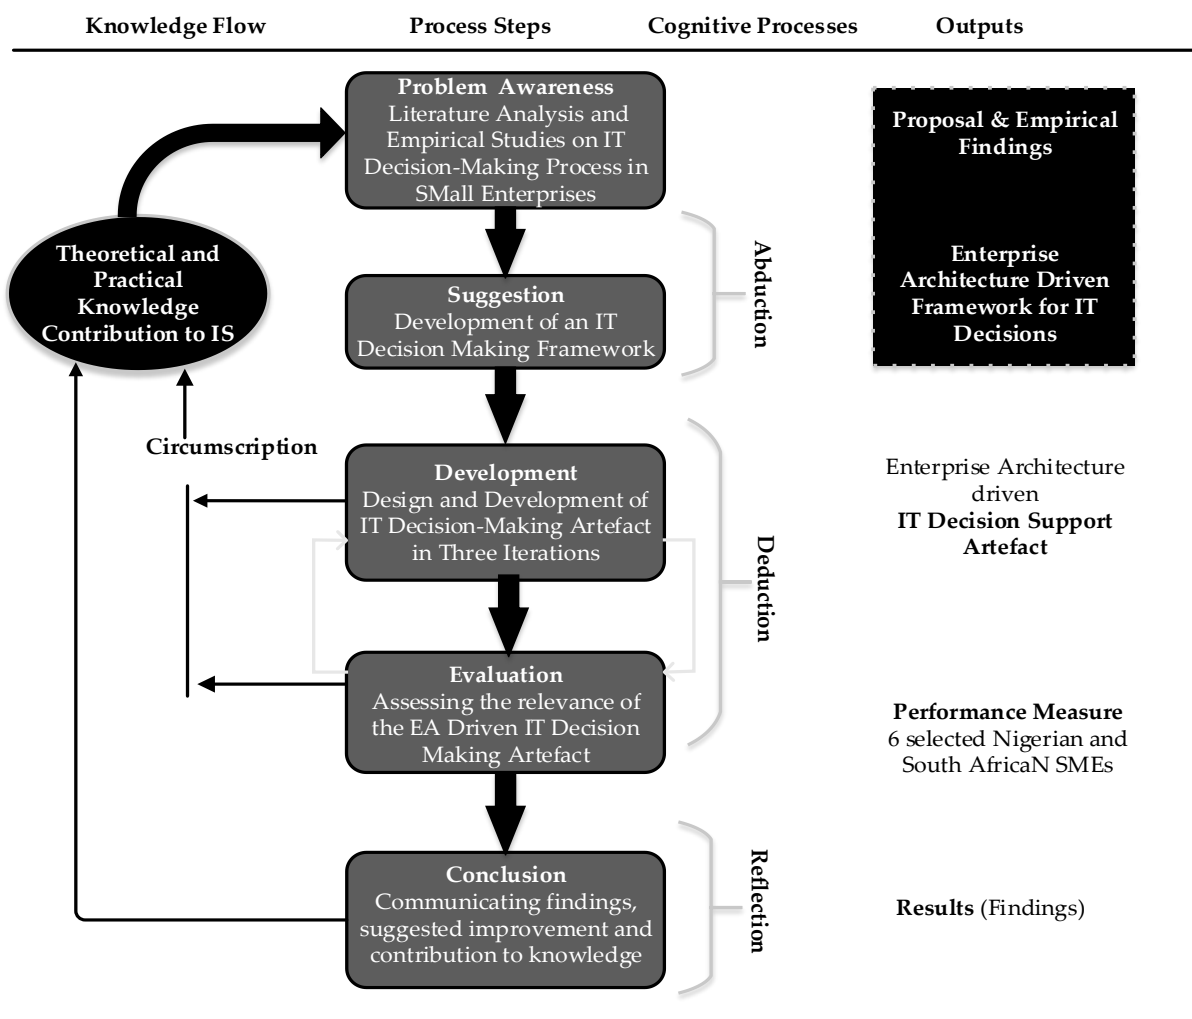 Knowledge Flow
Process Steps
Cognitive Processes
Outputs
Problem Awareness
Literature Analysis and
Empirical Studies on IT
Decision-Making Process in
SMall Enterprises
Proposal & Empirical
Findings
Theoretical and
Practical
Knowledge
Contribution to IS
Suggestion
Development of an IT
Decision Making Framework
Abduction
Enterprise
Architecture Driven
Framework for IT
Decisions
Circumscription
Development
Design and Development of
IT Decision-Making Artefact
in Three Iterations
Deduction
Enterprise Architecture
driven
IT Decision Support
Artefact
Evaluation
Assessing the relevance of
the EA Driven IT Decision
Making Artefact
Performance Measure
6 selected Nigerian and
South AfricaN SMEs
Conclusion
Communicating findings,
suggested improvement and
contribution to knowledge
Reflection
Results (Findings)